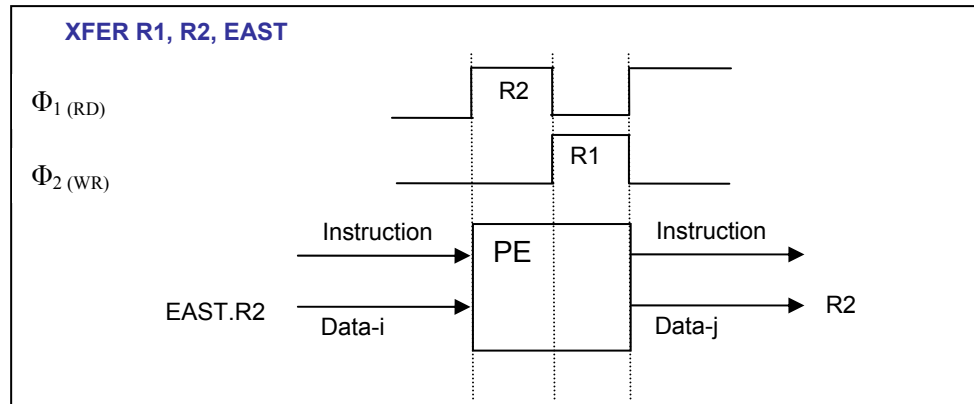 XFER R1, R2, EAST
Φ1 (RD)
R2
Φ2 (WR)
R1
Instruction
PE
Instruction
EAST.R2
R2
Data-i
Data-j